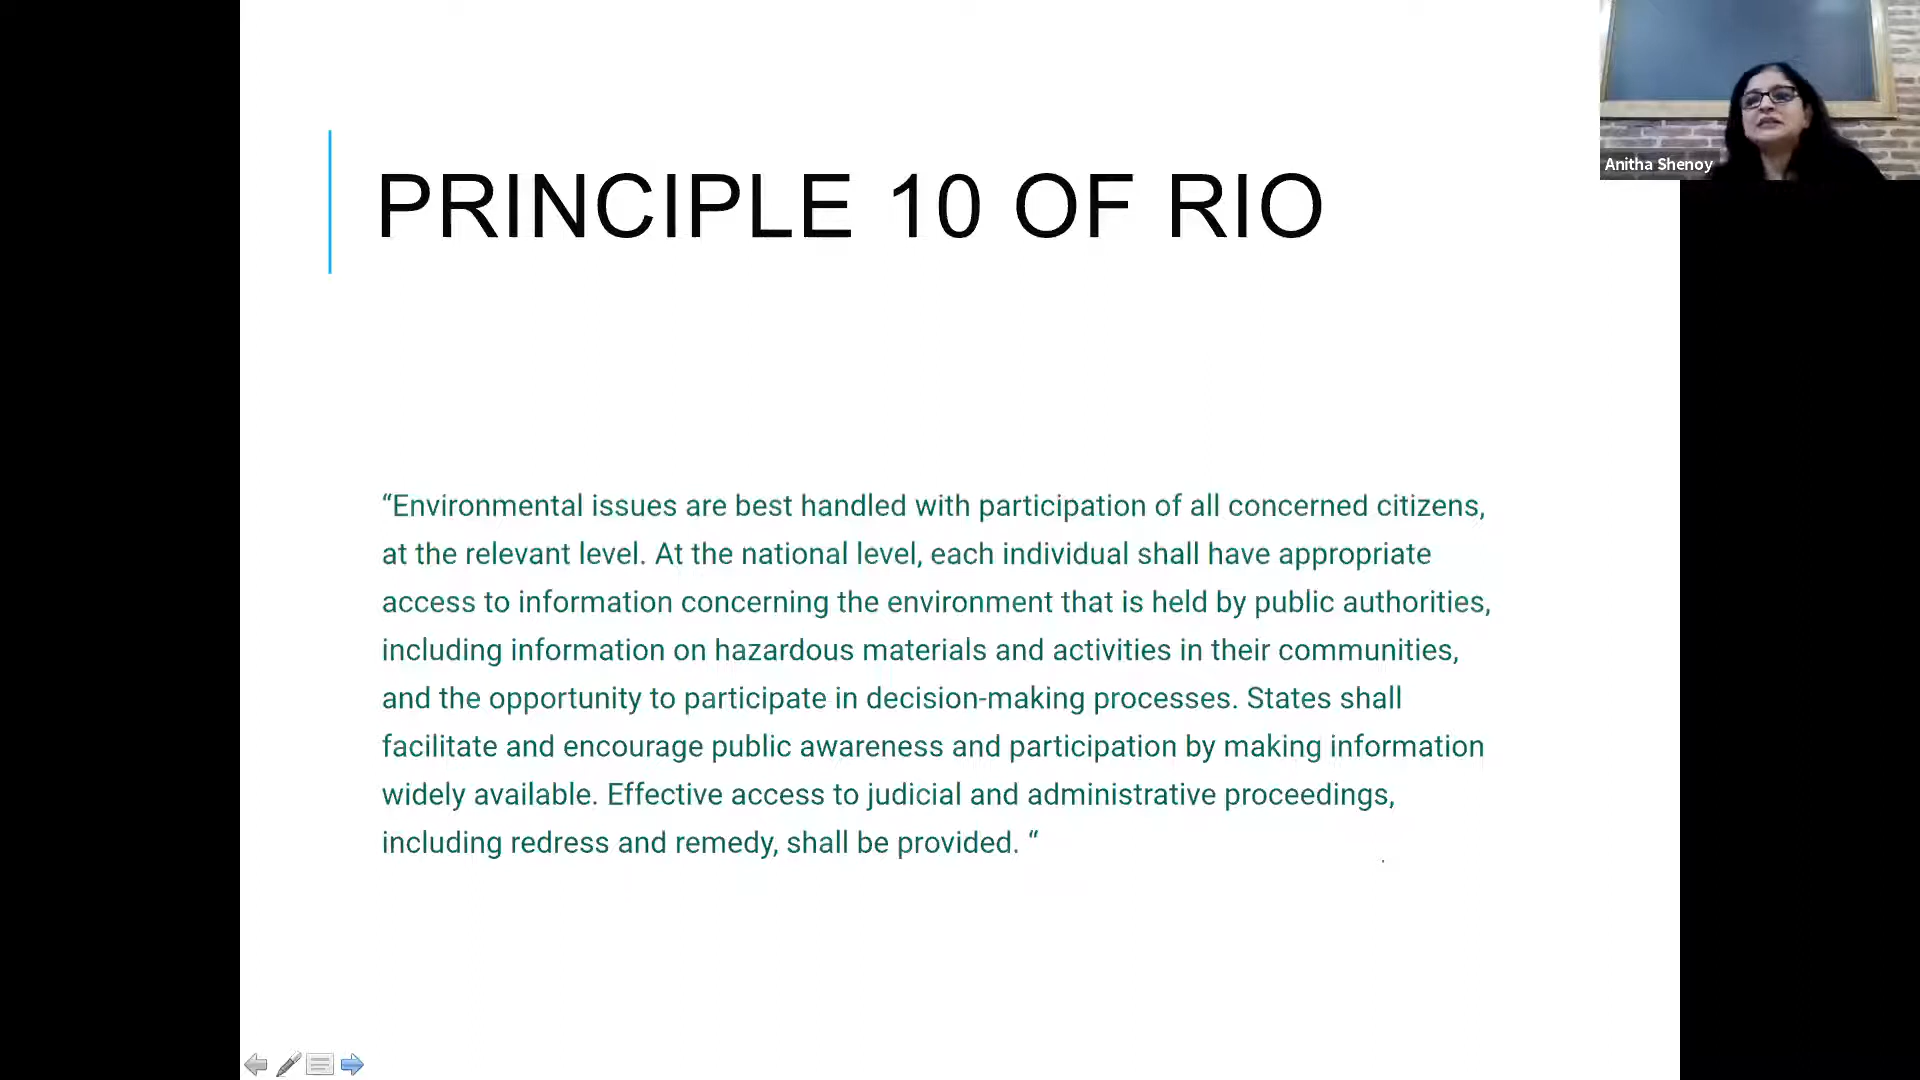 Anitha Shenoy
PRINCIPLE 10 OF RIO
“Environmental issues are best handled with participation of all concerned citizens,
at the relevant level. At the national level, each individual shall have appropriate
access to information concerning the environment that is held by public authorities,
including information on hazardous materials and activities in their communities,
and the opportunity to participate in decision-making processes. States shall
facilitate and encourage public awareness and participation by making information
widely available. Effective access to judicial and administrative proceedings,
including redress and remedy, shall be provided. “